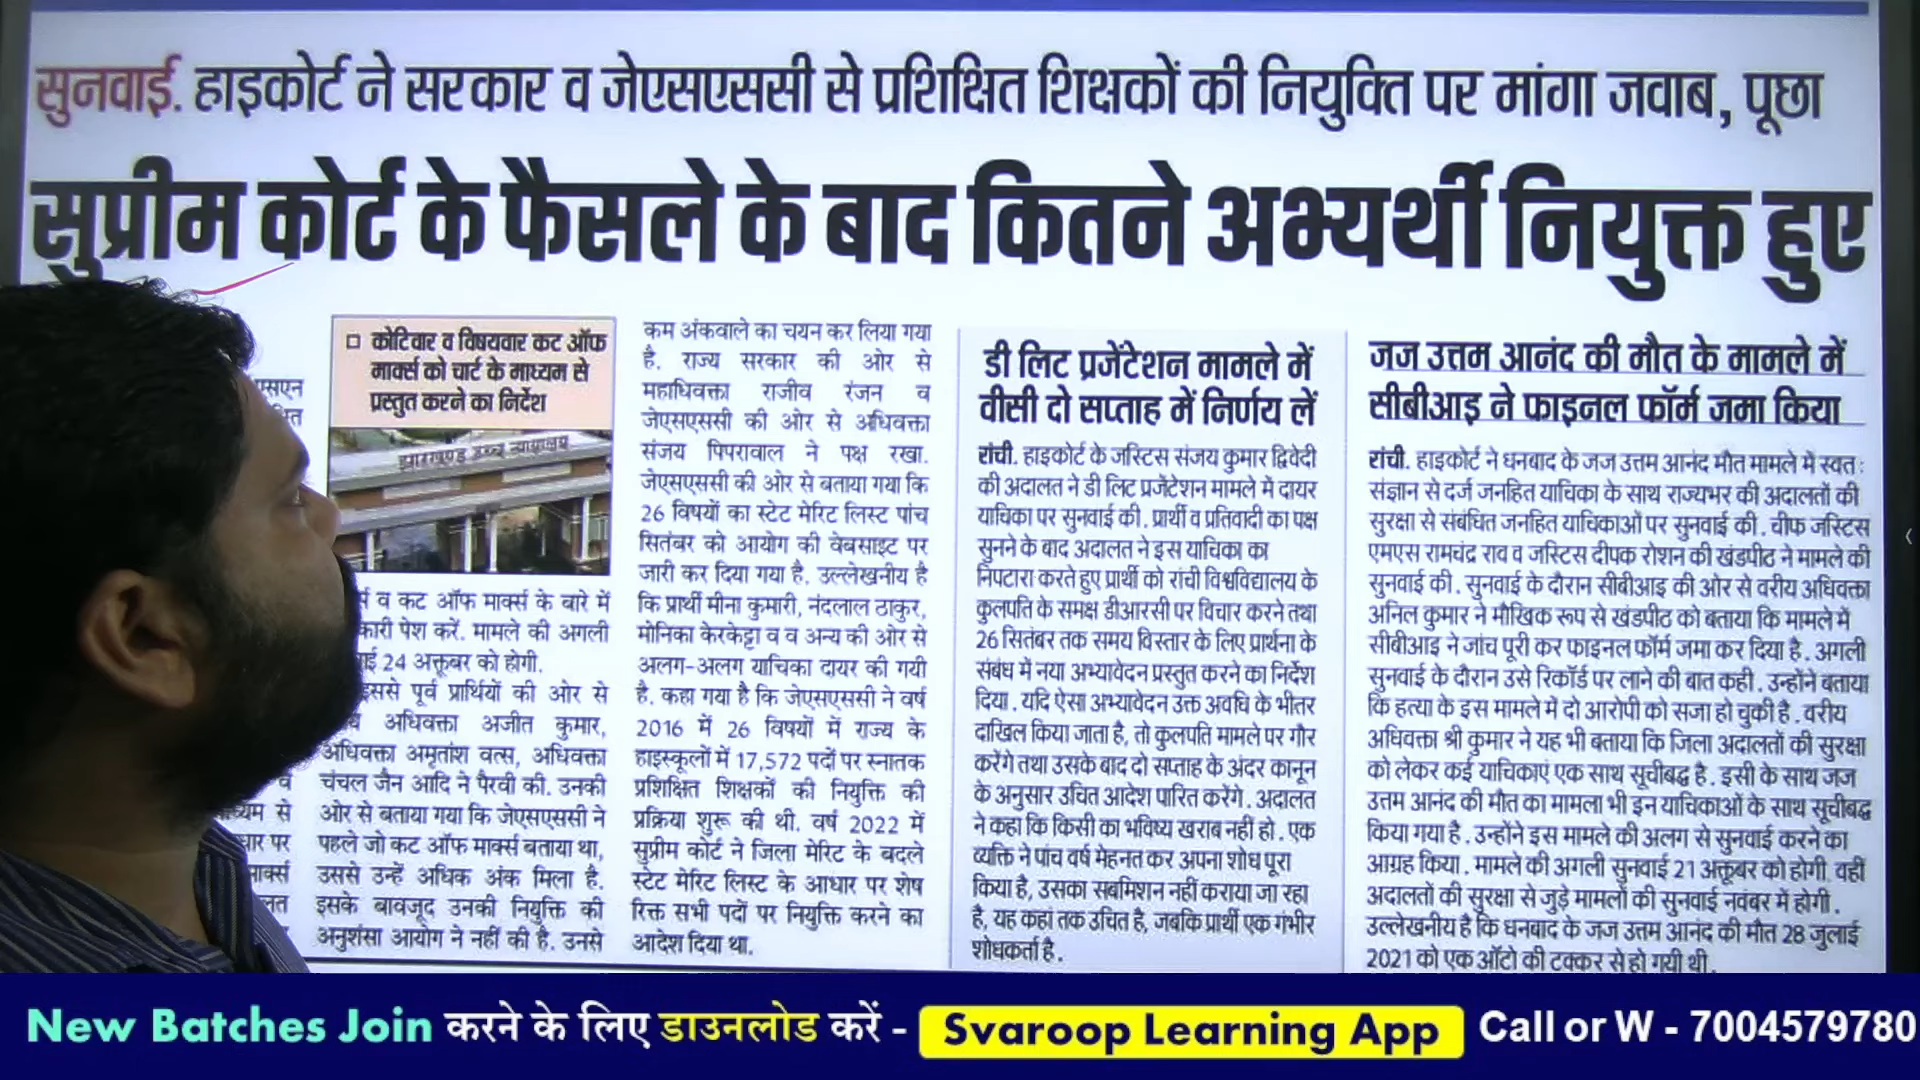 सुनवाई. हाइकोर्ट ने सरकार व जेएसएससी से प्रशिक्षित शिक्षकों की नियुक्ति पर मांगा जवाब, पूछा
सुप्रीम कोर्ट के फैसले के बाद कितने अभ्यर्थी नियुक्त हुए
कोटिवार व विषयवार कट ऑफ
मार्क्स को चार्ट के माध्यम से
प्रस्तुत करने का निर्देश
झारखण्ड उच्च न्यायालय
व कट ऑफ मार्क्स के बारे में
पेश करें. मामले की अगली
24 अक्तूबर को होगी.
इससे पूर्व प्रार्थियों की ओर से
अधिवक्ता अजीत कुमार,
अधिवक्ता अमृतांश वत्स, अधिवक्ता
चंचल जैन आदि ने पैरवी की. उनकी
ओर से बताया गया कि जेएसएससी ने
पहले जो कट ऑफ मार्क्स बताया था,
उससे उन्हें अधिक अंक मिला है.
इसके बावजूद उनकी नियुक्ति की
अनुशंसा आयोग ने नहीं की है. उनसे
कम अंकवाले का चयन कर लिया गया
है. राज्य सरकार की ओर से
महाधिवक्ता राजीव रंजन व
जेएसएससी की ओर से अधिवक्ता
संजय पिपरावाल ने पक्ष रखा.
जेएसएससी की ओर से बताया गया कि
26 विषयों का स्टेट मेरिट लिस्ट पांच
सितंबर को आयोग की वेबसाइट पर
जारी कर दिया गया है. उल्लेखनीय है
कि प्रार्थी मीना कुमारी, नंदलाल ठाकुर,
मोनिका केरकेट्टा व व अन्य की ओर से
अलग-अलग याचिका दायर की गयी
है. कहा गया है कि जेएसएससी ने वर्ष
2016 में 26 विषयों में राज्य के
हाइस्कूलों में 17,572 पदों पर स्नातक
प्रशिक्षित शिक्षकों की नियुक्ति की
प्रक्रिया शुरू की थी. वर्ष 2022 में
सुप्रीम कोर्ट ने जिला मेरिट के बदले
स्टेट मेरिट लिस्ट के आधार पर शेष
रिक्त सभी पदों पर नियुक्ति करने का
आदेश दिया था.
डी लिट प्रजेंटेशन मामले में
वीसी दो सप्ताह में निर्णय लें
रांची. हाइकोर्ट के जस्टिस संजय कुमार द्विवेदी
की अदालत ने डी लिट प्रजेंटेशन मामले में दायर
याचिका पर सुनवाई की. प्रार्थी व प्रतिवादी का पक्ष
सुनने के बाद अदालत ने इस याचिका का
निपटारा करते हुए प्रार्थी को रांची विश्वविद्यालय के
कुलपति के समक्ष डीआरसी पर विचार करने तथा
26 सितंबर तक समय विस्तार के लिए प्रार्थना के
संबंध में नया अभ्यावेदन प्रस्तुत करने का निर्देश
दिया. यदि ऐसा अभ्यावेदन उक्त अवधि के भीतर
दाखिल किया जाता है, तो कुलपति मामले पर गौर
करेंगे तथा उसके बाद दो सप्ताह के अंदर कानून
के अनुसार उचित आदेश पारित करेंगे. अदालत
ने कहा कि किसी का भविष्य खराब नहीं हो. एक
व्यक्ति ने पांच वर्ष मेहनत कर अपना शोध पूरा
किया है, उसका सबमिशन नहीं कराया जा रहा
है, यह कहां तक उचित है, जबकि प्रार्थी एक गंभीर
शोधकर्ता है.
जज उत्तम आनंद की मौत के मामले में
सीबीआइ ने फाइनल फॉर्म जमा किया
रांची. हाइकोर्ट ने धनबाद के जज उत्तम आनंद मौत मामले में स्वत:
संज्ञान से दर्ज जनहित याचिका के साथ राज्यभर की अदालतों की
सुरक्षा से संबंधित जनहित याचिकाओं पर सुनवाई की. चीफ जस्टिस
एमएस रामचंद्र राव व जस्टिस दीपक रोशन की खंडपीठ ने मामले की
सुनवाई की. सुनवाई के दौरान सीबीआइ की ओर से वरीय अधिवक्ता
अनिल कुमार ने मौखिक रूप से खंडपीठ को बताया कि मामले में
सीबीआइ ने जांच पूरी कर फाइनल फॉर्म जमा कर दिया है. अगली
सुनवाई के दौरान उसे रिकॉर्ड पर लाने की बात कही. उन्होंने बताया
कि हत्या के इस मामले में दो आरोपी को सजा हो चुकी है. वरीय
अधिवक्ता श्री कुमार ने यह भी बताया कि जिला अदालतों की सुरक्षा
को लेकर कई याचिकाएं एक साथ सूचीबद्ध है. इसी के साथ जज
उत्तम आनंद की मौत का मामला भी इन याचिकाओं के साथ सूचीबद्ध
किया गया है. उन्होंने इस मामले की अलग से सुनवाई करने का
आग्रह किया. मामले की अगली सुनवाई 21 अक्तूबर को होगी. वहीं
अदालतों की सुरक्षा से जुड़े मामलों की सुनवाई नवंबर में होगी.
उल्लेखनीय है कि धनबाद के जज उत्तम आनंद की मौत 28 जुलाई
2021 को एक ऑटो की टक्कर से हो गयी थी.
New Batches Join करने के लिए डाउनलोड करें - Svaroop Learning App Call or W - 7004579780